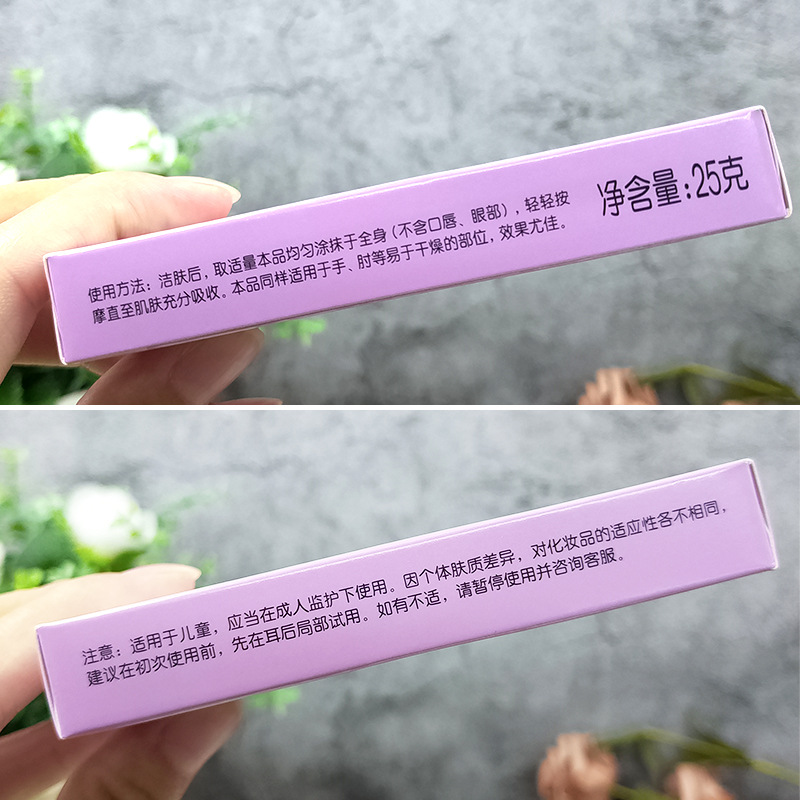 使用方法：洁肤后，取适量本品均匀涂抹于全身（不含口唇、眼部），轻轻按
摩直至肌肤充分吸收。本品同样适用于手、肘等易于干燥的部位，效果尤佳。
净含量:25克
注意：适用于儿童，应当在成人监护下使用。因个体肤质差异，对化妆品的适应性各不相同，
建议在初次使用前，先在耳后局部试用。如有不适，请暂停使用并咨询客服。